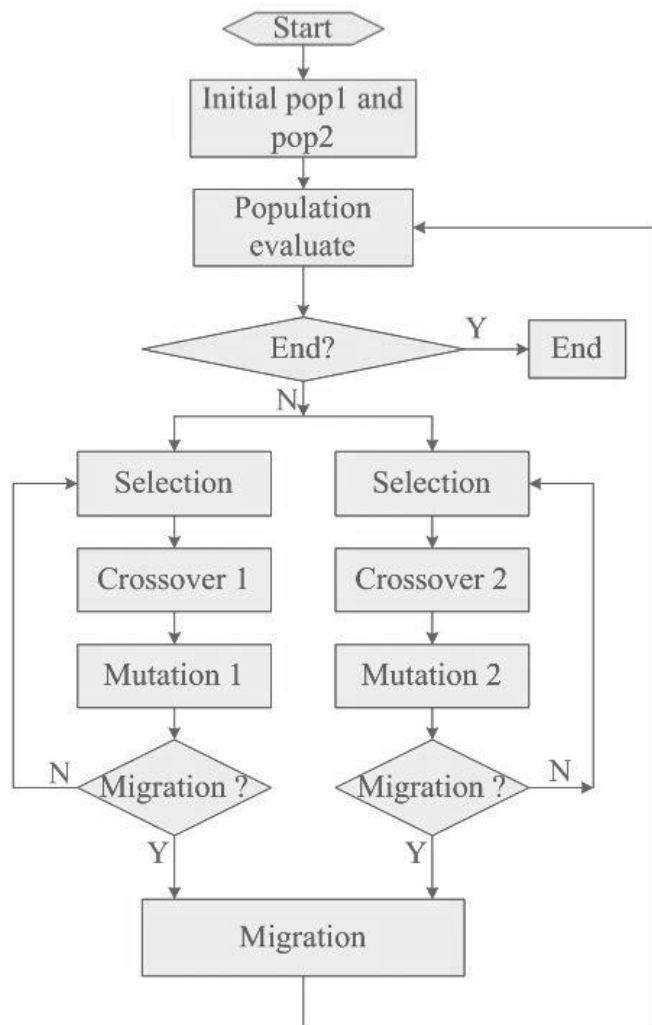 Start
Initial pop1 and
pop2
Population
evaluate
End?
Y
End
N
Selection
Selection
Crossover 1
Crossover 2
Mutation 1
Mutation 2
N
Migration ?
Migration ?
N
Y
Y
Migration